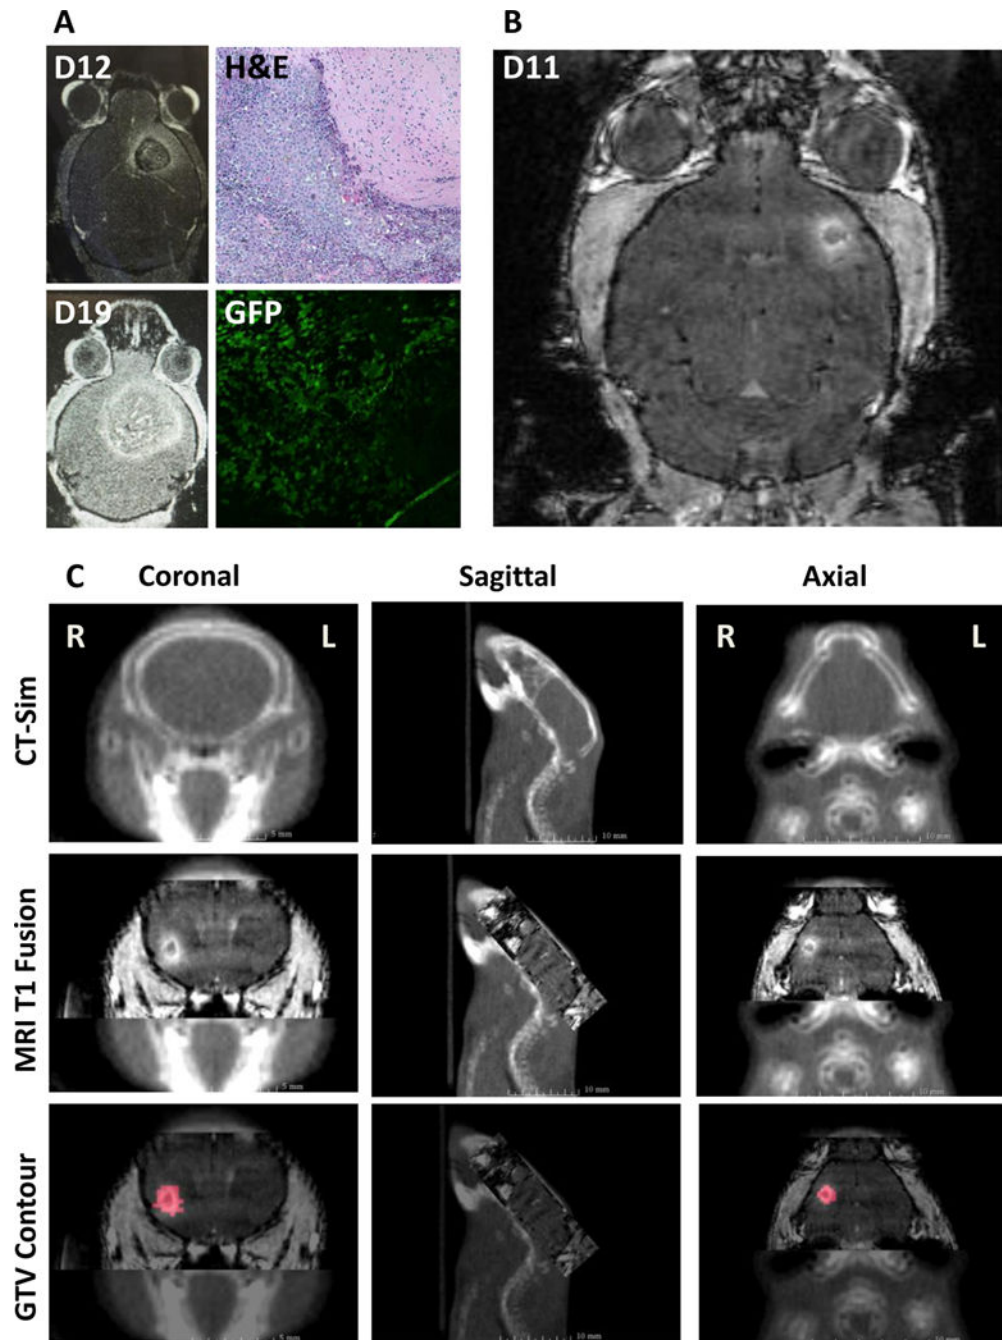 A
B
D12
H&E
D11
D19
GFP
C
Coronal
Sagittal
Axial
CT-Sim
R
L
5 mm
10 mm
R
L
10 mm
MRI T1 Fusion
5 mm
10 mm
10 mm
GTV Contour
5 mm
10 mm
10 mm